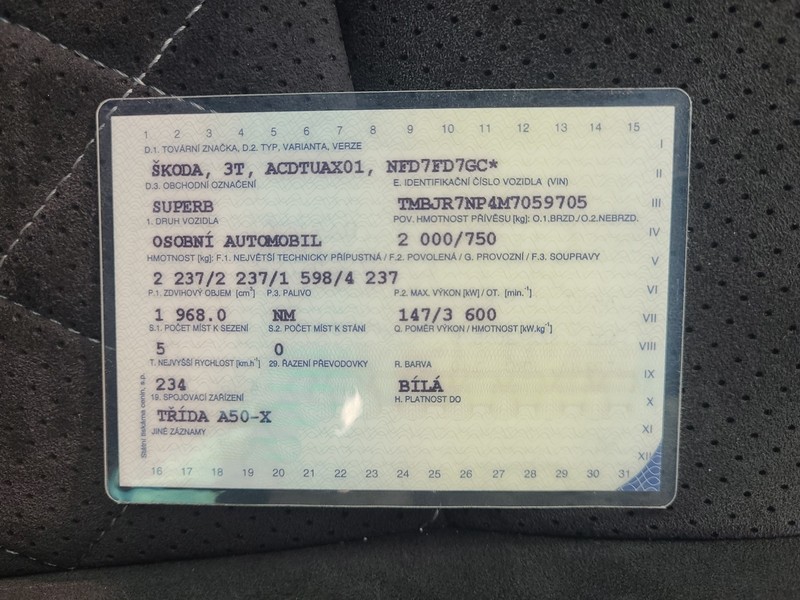 1 2 3 4 5 6 7 8 9 10 11 12 13 14 15
D.1. TOVÁRNÍ ZNAČKA, D.2. TYP, VARIANTA, VERZE
I
ŠKODA, 3T, ACDTUAX01, NFD7FD7GC*
II
D.3. OBCHODNÍ OZNAČENÍ E. IDENTIFIKAČNÍ ČÍSLO VOZIDLA (VIN)
SUPERB TMBJR7NP4M7059705
III
1. DRUH VOZIDLA POV. HMOTNOST PŘÍVĚSU [kg]: O.1.BRZD./O.2.NEBRZD.
OSOBNÍ AUTOMOBIL 2 000/750
IV
HMOTNOST [kg]: F.1. NEJVĚTŠÍ TECHNICKY PŘÍPUSTNÁ / F.2. POVOLENÁ / G. PROVOZNÍ / F.3. SOUPRAVY
V
2 237/2 237/1 598/4 237
P.1. ZDVIHOVÝ OBJEM [cm³] P.3. PALIVO P.2. MAX. VÝKON [kW] / OT. [min.⁻¹]
VI
1 968.0 NM 147/3 600
VII
S.1. POČET MÍST K SEZENÍ S.2. POČET MÍST K STÁNÍ Q. POMĚR VÝKON / HMOTNOST [kW.kg⁻¹]
5 0
VIII
T. NEJVYŠŠÍ RYCHLOST [km.h⁻¹] 29. ŘAZENÍ PŘEVODOVKY R. BARVA
IX
234 BÍLÁ
19. SPOJOVACÍ ZAŘÍZENÍ H. PLATNOST DO
X
TŘÍDA A50-X
XI
JINÉ ZÁZNAMY
XII
16 17 18 19 20 21 22 23 24 25 26 27 28 29 30 31
Státní tiskárna cenin, s.p.